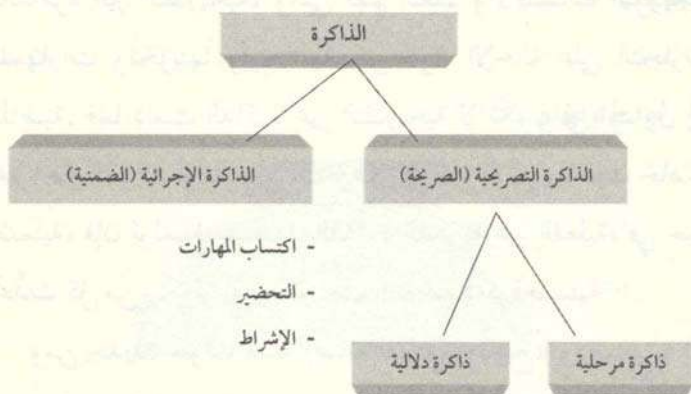 الذاكرة
الذاكرة التصريحية (الصريحة)
الذاكرة الإجرائية (الضمنية)
- اكتساب المهارات
- التحضير
- الإشراط
ذاكرة مرحلية
ذاكرة دلالية